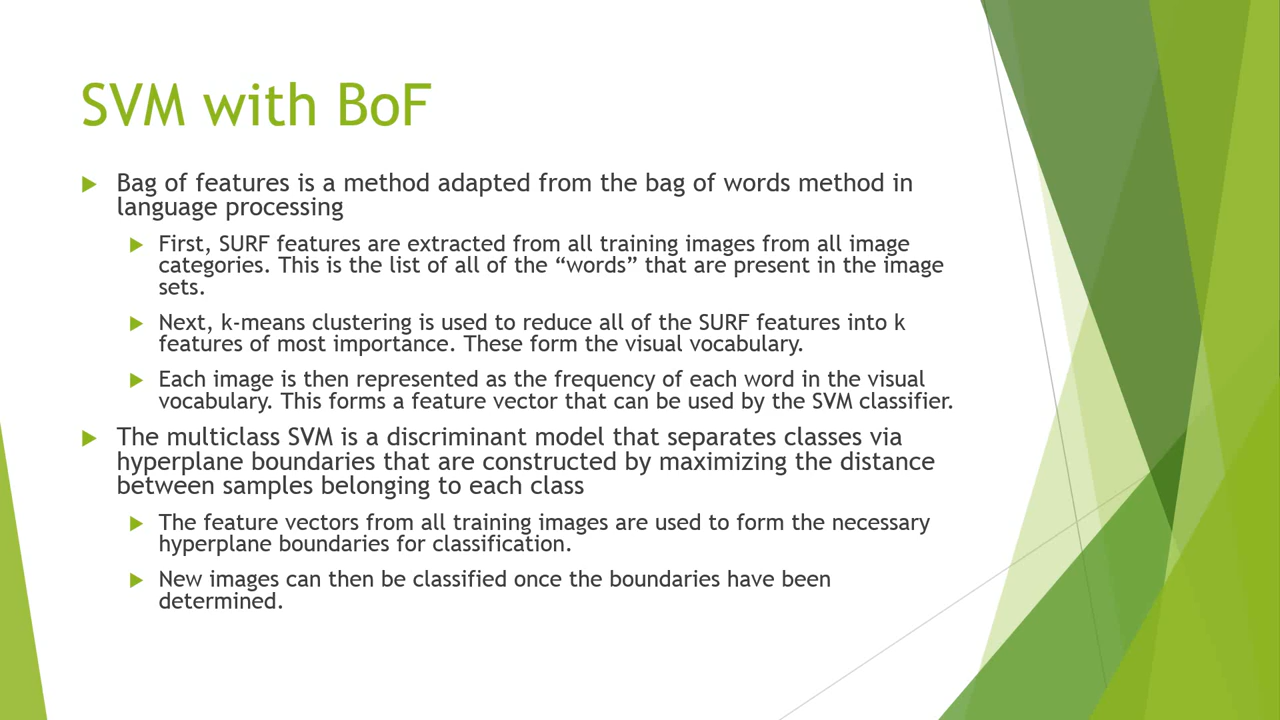 SVM with BoF
Bag of features is a method adapted from the bag of words method in
language processing
First, SURF features are extracted from all training images from all image
categories. This is the list of all of the “words” that are present in the image
sets.
Next, k-means clustering is used to reduce all of the SURF features into k
features of most importance. These form the visual vocabulary.
Each image is then represented as the frequency of each word in the visual
vocabulary. This forms a feature vector that can be used by the SVM classifier.
The multiclass SVM is a discriminant model that separates classes via
hyperplane boundaries that are constructed by maximizing the distance
between samples belonging to each class
The feature vectors from all training images are used to form the necessary
hyperplane boundaries for classification.
New images can then be classified once the boundaries have been
determined.